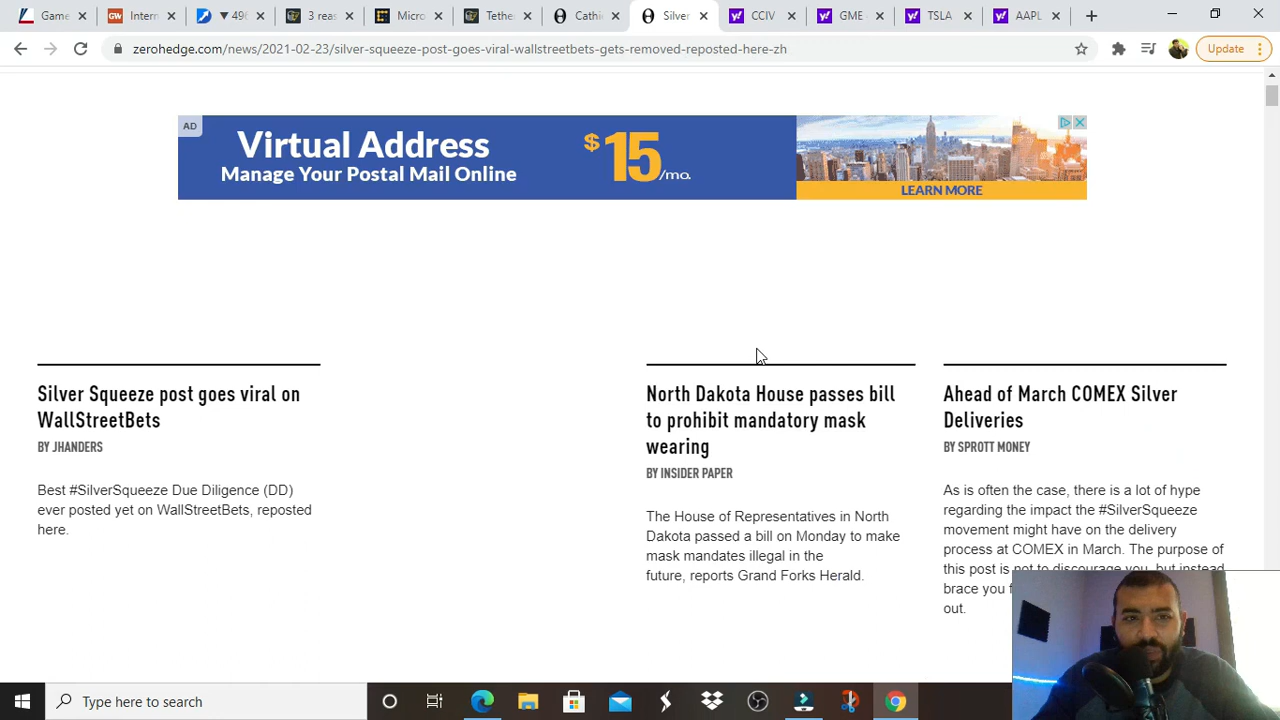 Game
Intern
▼ 496
3 reas
Micro
Tether
Cathi
Silver
CCIV
GME
TSLA
AAPL
zerohedge.com/news/2021-02-23/silver-squeeze-post-goes-viral-wallstreetbets-gets-removed-reposted-here-zh
Update
AD
Virtual Address
Manage Your Postal Mail Online
$15/mo.
LEARN MORE
Silver Squeeze post goes viral on
WallStreetBets
BY JHANDERS
Best #SilverSqueeze Due Diligence (DD)
ever posted yet on WallStreetBets, reposted
here.
North Dakota House passes bill
to prohibit mandatory mask
wearing
BY INSIDER PAPER
The House of Representatives in North
Dakota passed a bill on Monday to make
mask mandates illegal in the
future, reports Grand Forks Herald.
Ahead of March COMEX Silver
Deliveries
BY SPROTT MONEY
As is often the case, there is a lot of hype
regarding the impact the #SilverSqueeze
movement might have on the delivery
process at COMEX in March. The purpose of
this post is not to discourage you, but instead
brace you
out.
Type here to search